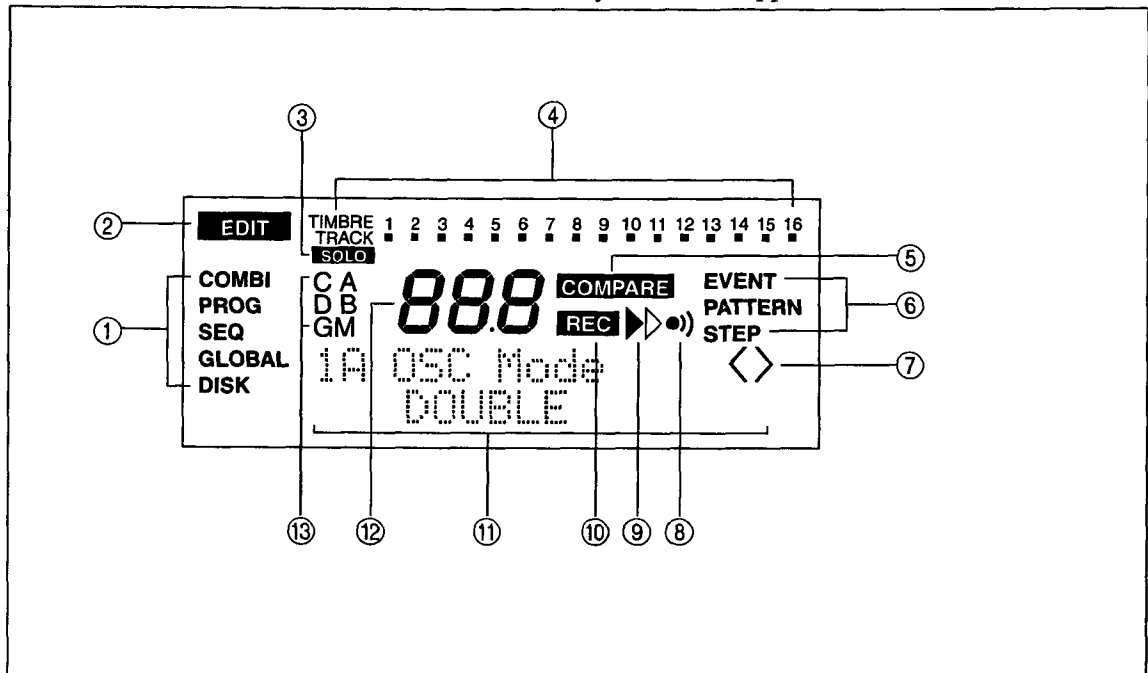 ③ ④
② EDIT TIMBRE 1 2 3 4 5 6 7 8 9 10 11 12 13 14 15 16
TRACK
SOLO
⑤
COMBI C A 88.8 COMPARE EVENT
PROG D B PATTERN
① SEQ GM REC STEP ⑥
GLOBAL 1A OSC Mode <> ⑦
DISK DOUBLE
⑬ ⑫ ⑪ ⑩ ⑨ ⑧